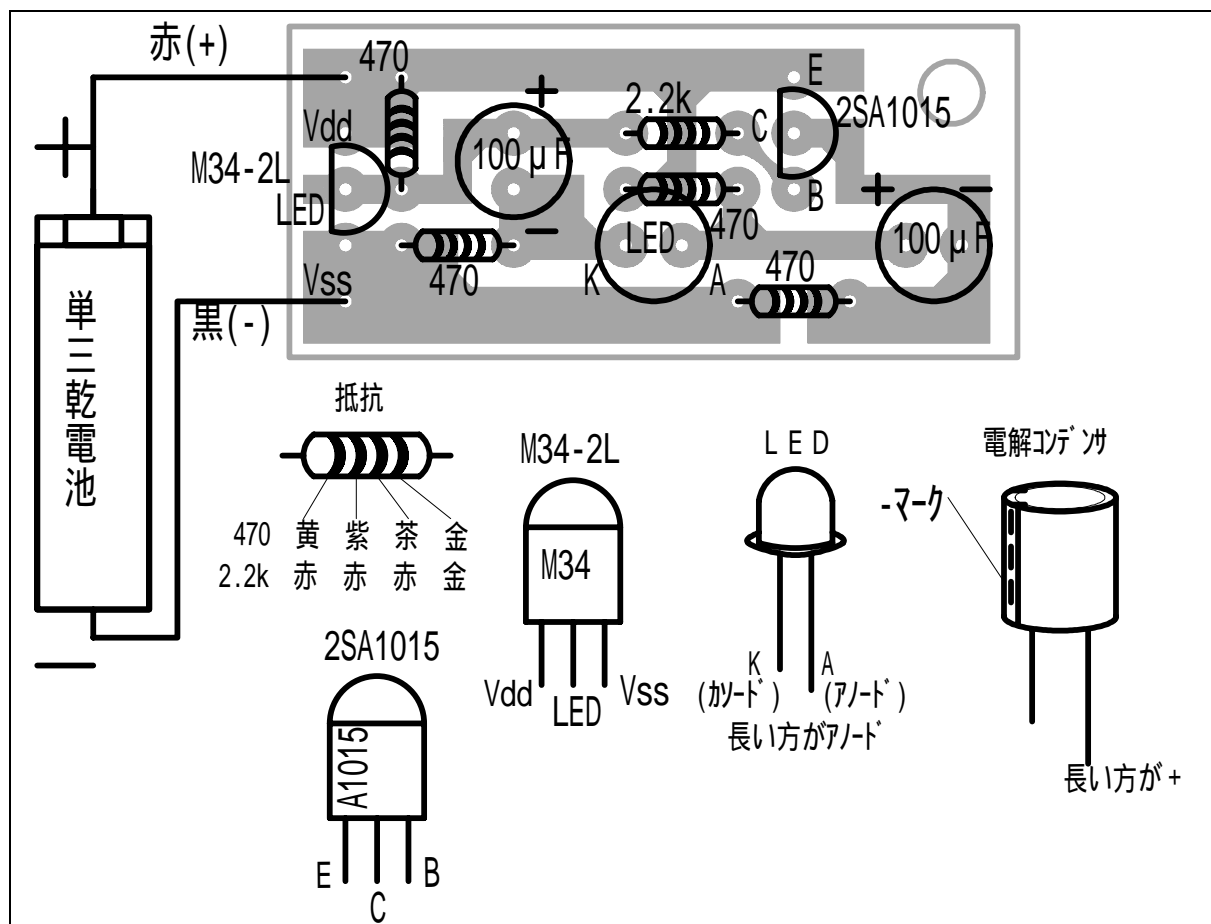 赤(+)
470
E
2.2k
C
2SA1015
Vdd
+
+
100μF
M34-2L
B
+
-
LED
470
LED
100μF
-
470
K
A
470
Vss
黒(-)
単三乾電池
-
抵抗
470 黄 紫 茶 金
2.2k 赤 赤 赤 金
M34-2L
M34
Vdd LED Vss
LED
K
(カソード)
A
(アノード)
長い方がアノード
電解コンデンサ
-マーク
長い方が+
2SA1015
A1015
E C B